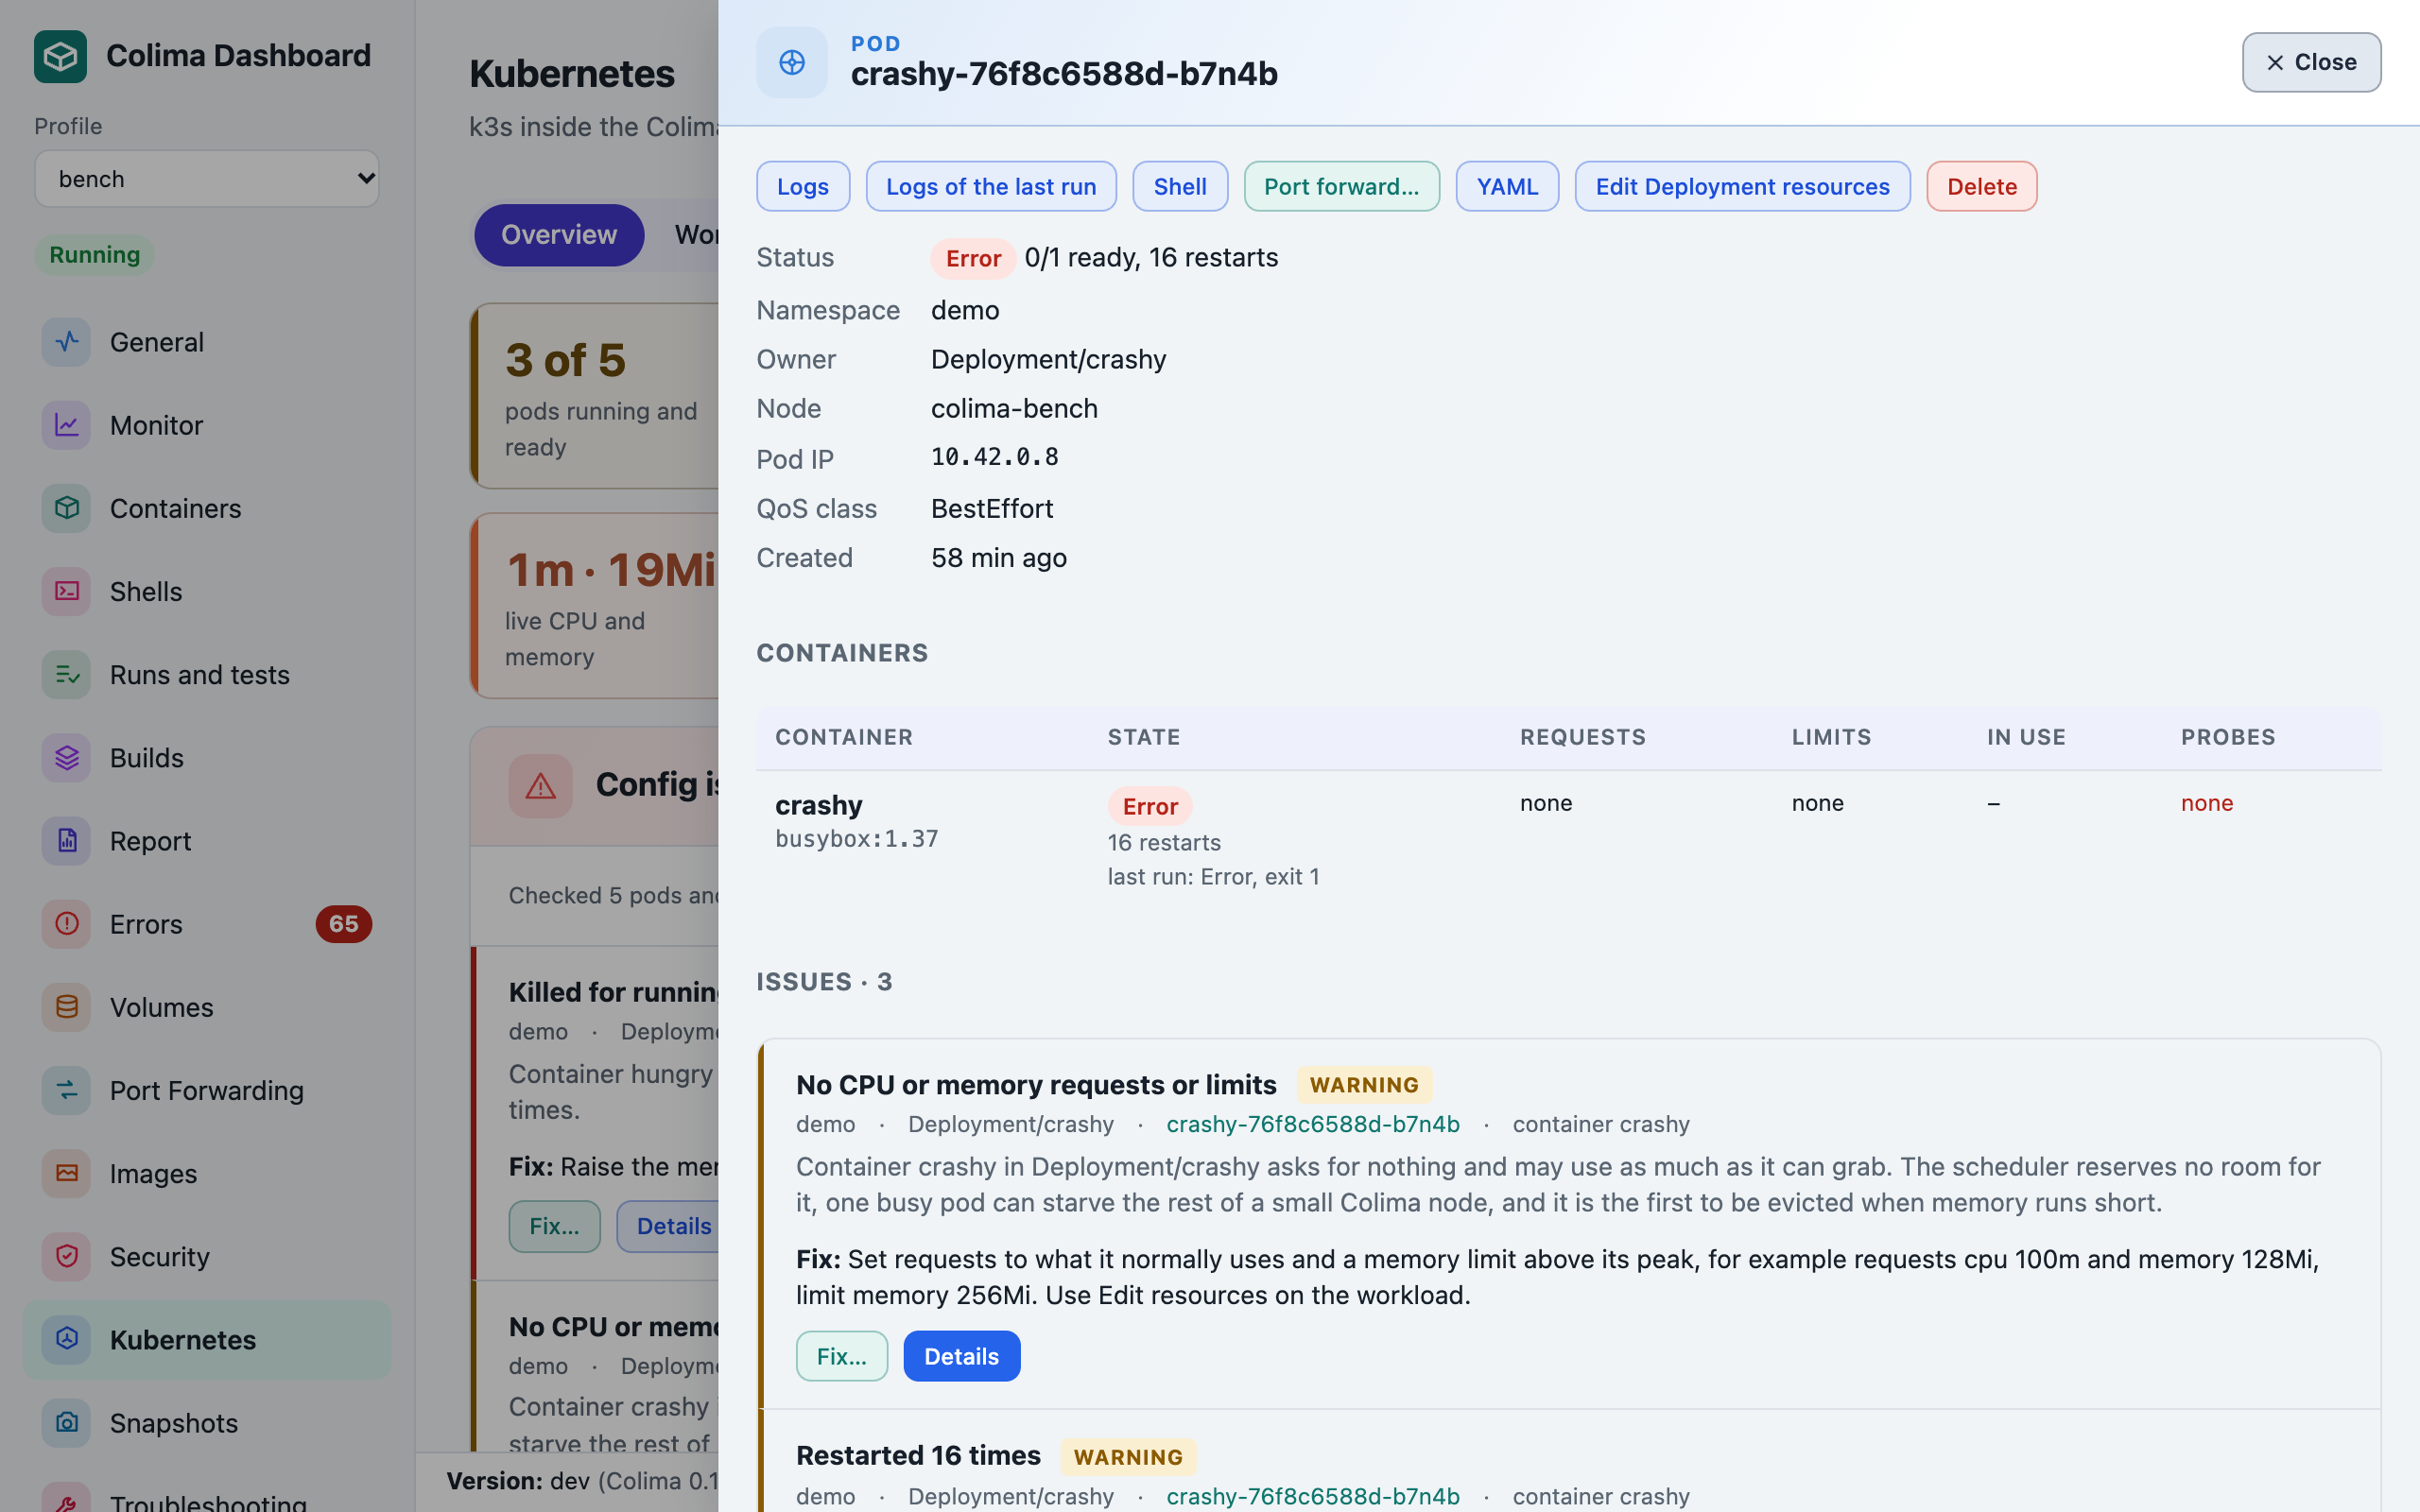 Colima Dashboard
Profile
bench
Running
General
Monitor
Containers
Shells
Runs and tests
Builds
Report
Errors 65
Volumes
Port Forwarding
Images
Security
Kubernetes
Snapshots
Troubleshooting
Kubernetes
k3s inside the Colima
Overview
3 of 5
pods running and
ready
1m · 19Mi
live CPU and
memory
Checked 5 pods and
Killed for running
demo ·
Container hungry
times.
Fix: Raise the
Fix... Details
No CPU or
demo ·
Container crashy
starve the rest of
Version: dev (Colima
POD
crashy-76f8c6588d-b7n4b
Close
Logs Logs of the last run Shell Port forward... YAML Edit Deployment resources Delete
Status Error 0/1 ready, 16 restarts
Namespace demo
Owner Deployment/crashy
Node colima-bench
Pod IP 10.42.0.8
QoS class BestEffort
Created 58 min ago
CONTAINERS
CONTAINER STATE REQUESTS LIMITS IN USE PROBES
crashy Error none none – none
busybox:1.37
16 restarts
last run: Error, exit 1
ISSUES · 3
No CPU or memory requests or limits WARNING
demo · Deployment/crashy · crashy-76f8c6588d-b7n4b · container crashy
Container crashy in Deployment/crashy asks for nothing and may use as much as it can grab. The scheduler reserves no room for
it, one busy pod can starve the rest of a small Colima node, and it is the first to be evicted when memory runs short.
Fix: Set requests to what it normally uses and a memory limit above its peak, for example requests cpu 100m and memory 128Mi,
limit memory 256Mi. Use Edit resources on the workload.
Fix... Details
Restarted 16 times WARNING
demo · Deployment/crashy · crashy-76f8c6588d-b7n4b · container crashy